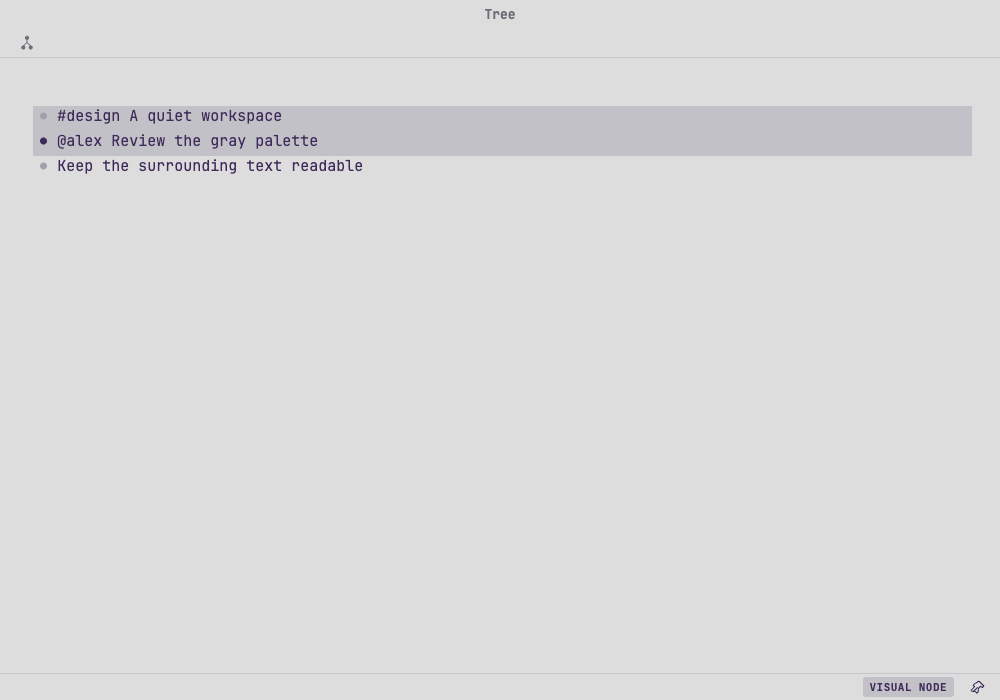 Tree
#design A quiet workspace
@alex Review the gray palette
Keep the surrounding text readable
VISUAL NODE